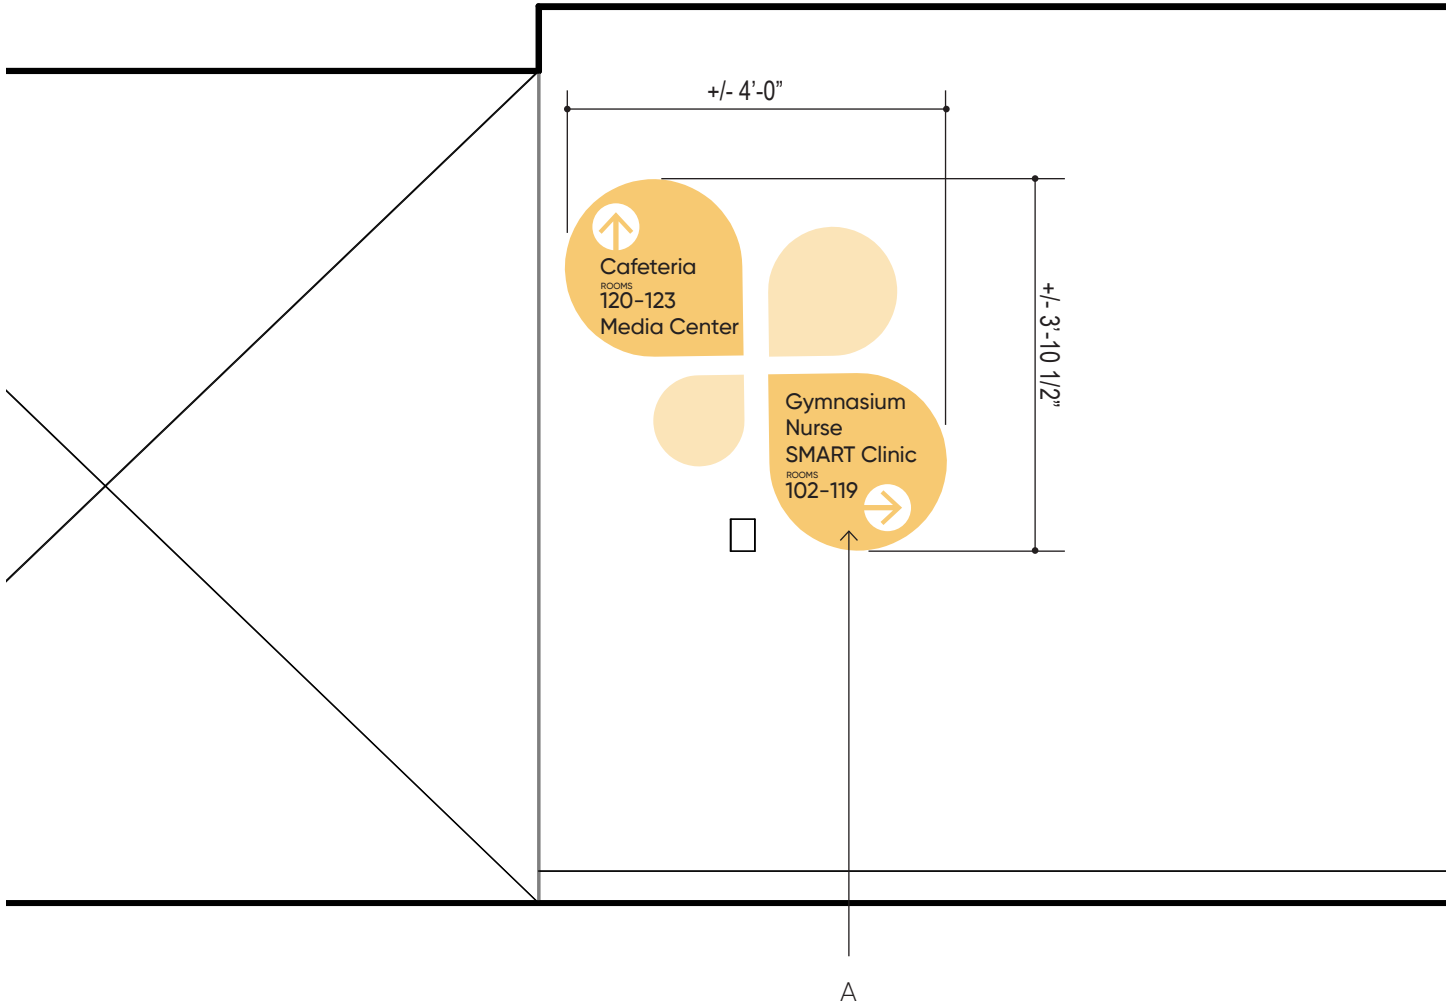 +/- 4’-0”
Cafeteria
ROOMS
120-123
Media Center
+/- 3’-10 1/2”
Gymnasium
Nurse
SMART Clinic
ROOMS
102-119
A